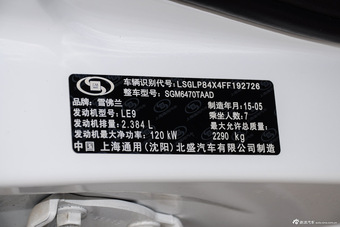 车辆识别代号: LSGLP84X4FF192726
整车型号: SGM6470TAAD
品牌: 雪佛兰 制造年月: 15-05
发动机型号: LE9 乘坐人数: 7
发动机排量: 2.384 L 最大允许总质量:
发动机最大净功率: 120 kW 2290 kg
中国 上海通用(沈阳)北盛汽车有限公司制造